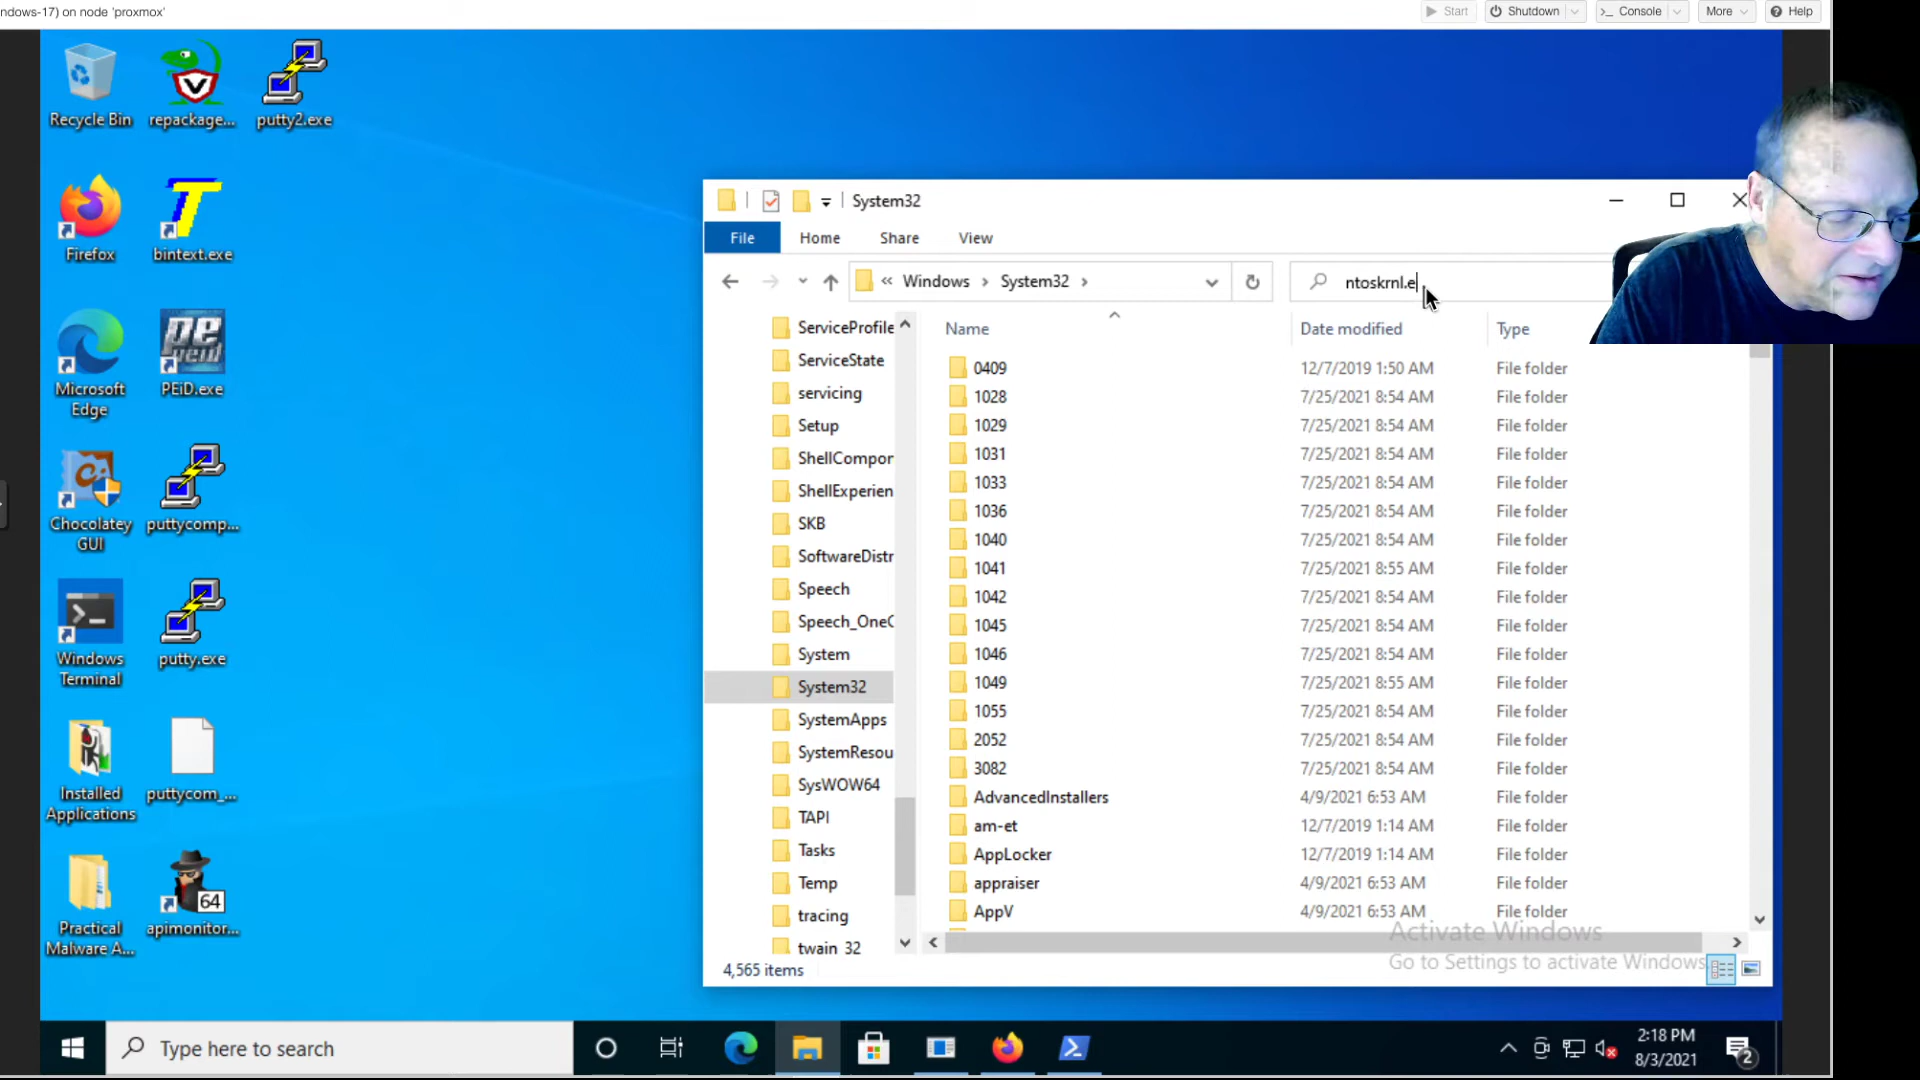 ndows-17) on node 'proxmox'
Start
Shutdown
Console
More
Help
Recycle Bin
repackage...
putty2.exe
Firefox
bintext.exe
Microsoft
Edge
PEiD.exe
Chocolatey
GUI
puttycomp...
Windows
Terminal
putty.exe
Installed
Applications
puttycom_...
Practical
Malware A...
64
apimonitor...
System32
File
Home
Share
View
« Windows › System32 ›
ntoskrnl.e
ServiceProfile
ServiceState
servicing
Setup
ShellCompor
ShellExperien
SKB
SoftwareDistr
Speech
Speech_OneC
System
System32
SystemApps
SystemResou
SysWOW64
TAPI
Tasks
Temp
tracing
twain_32
Name Date modified Type
0409 12/7/2019 1:50 AM File folder
1028 7/25/2021 8:54 AM File folder
1029 7/25/2021 8:54 AM File folder
1031 7/25/2021 8:54 AM File folder
1033 7/25/2021 8:54 AM File folder
1036 7/25/2021 8:54 AM File folder
1040 7/25/2021 8:54 AM File folder
1041 7/25/2021 8:55 AM File folder
1042 7/25/2021 8:54 AM File folder
1045 7/25/2021 8:54 AM File folder
1046 7/25/2021 8:54 AM File folder
1049 7/25/2021 8:55 AM File folder
1055 7/25/2021 8:54 AM File folder
2052 7/25/2021 8:54 AM File folder
3082 7/25/2021 8:54 AM File folder
AdvancedInstallers 4/9/2021 6:53 AM File folder
am-et 12/7/2019 1:14 AM File folder
AppLocker 12/7/2019 1:14 AM File folder
appraiser 4/9/2021 6:53 AM File folder
AppV 4/9/2021 6:53 AM File folder
Activate Windows
Go to Settings to activate Windows
4,565 items
Type here to search
2:18 PM
8/3/2021
2